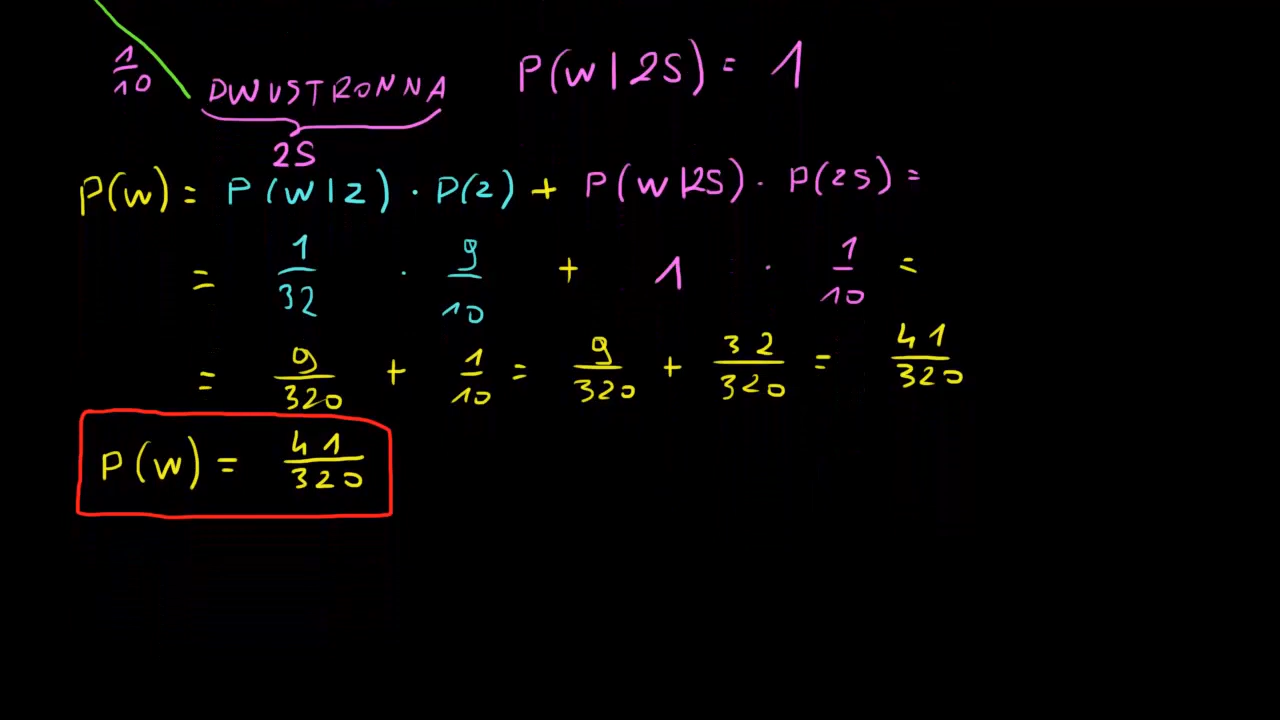 1/10 DWUSTRONNA P(W|2S) = 1
2S
P(W) = P(W|Z) · P(Z) + P(W|2S) · P(2S) =
= 1/32 · 9/10 + 1 · 1/10 =
= 9/320 + 1/10 = 9/320 + 32/320 = 41/320
P(W) = 41/320